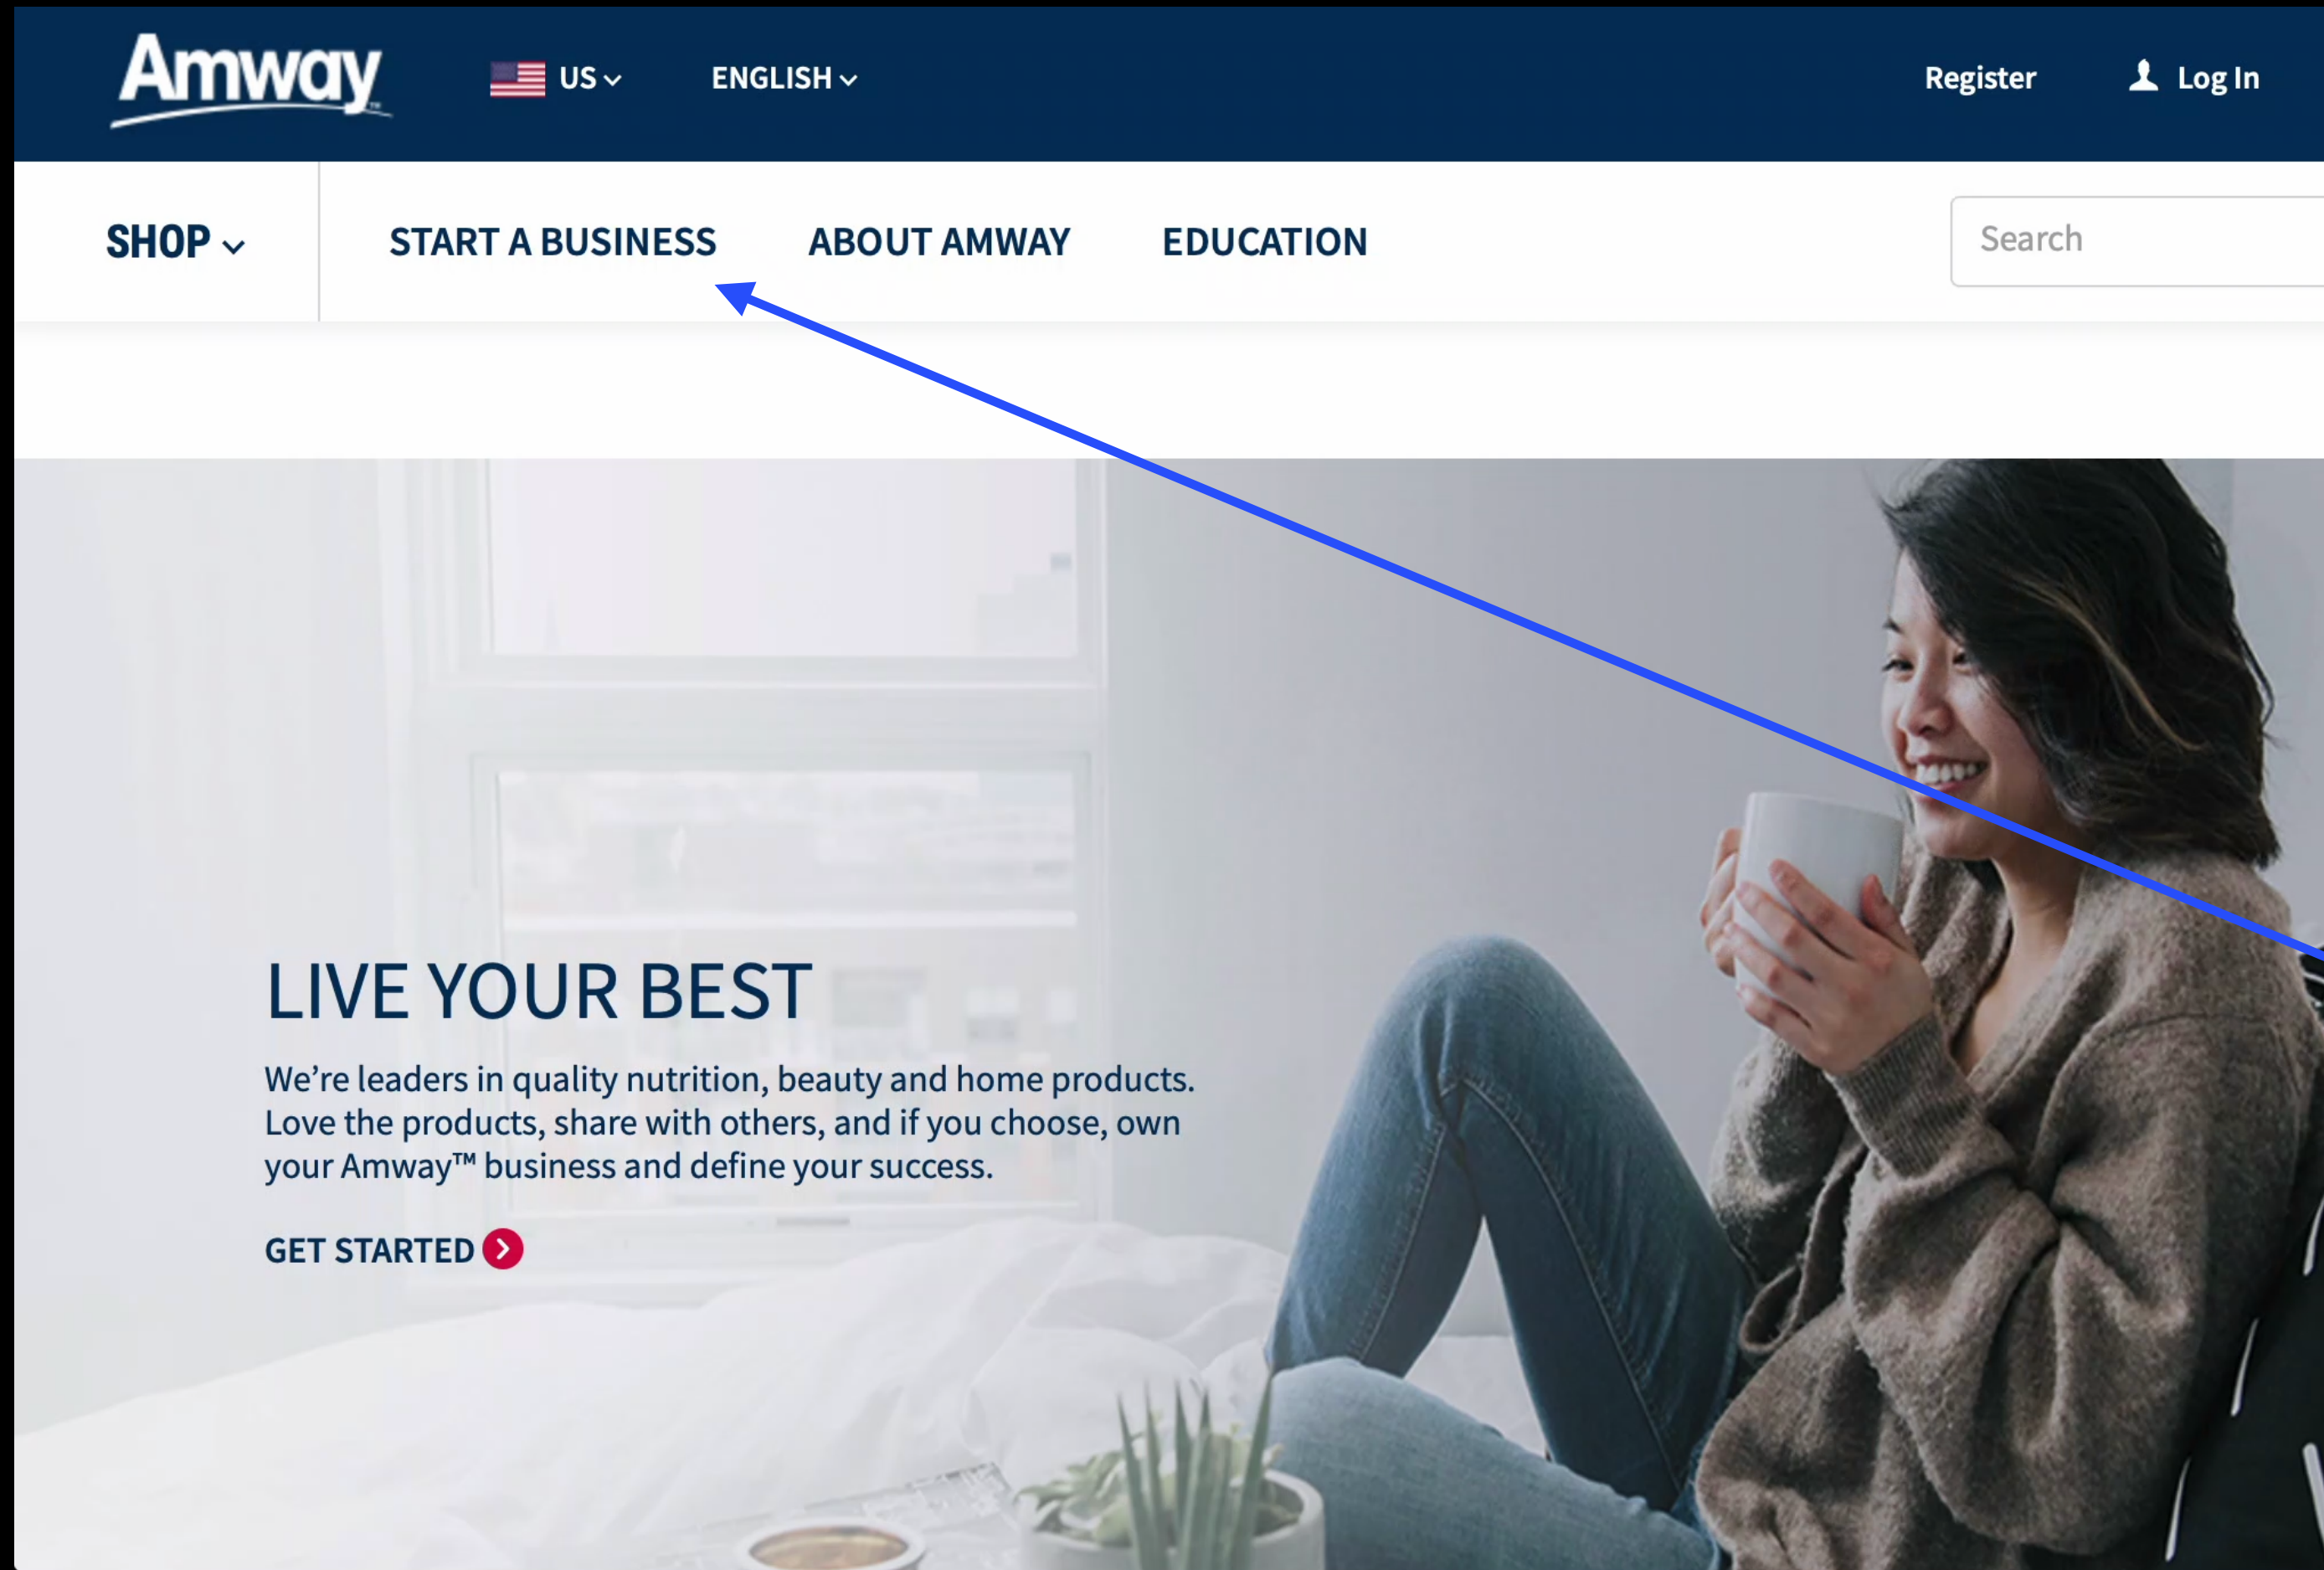 Amway™
US
ENGLISH
Register
Log In
SHOP
START A BUSINESS
ABOUT AMWAY
EDUCATION
Search
LIVE YOUR BEST
We’re leaders in quality nutrition, beauty and home products.
Love the products, share with others, and if you choose, own
your Amway™ business and define your success.
GET STARTED